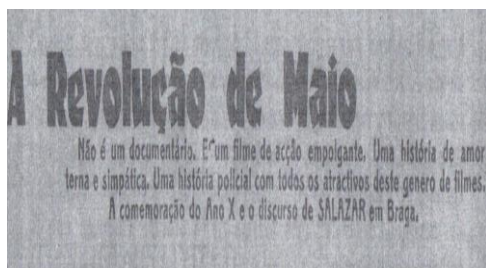 A Revolução de Maio
Não é um documentário. E' um filme de acção empolgante. Uma história de amor
terna e simpática. Uma história policial com todos os atractivos deste genero de filmes.
A comemoração do Ano X e o discurso de SALAZAR em Braga.